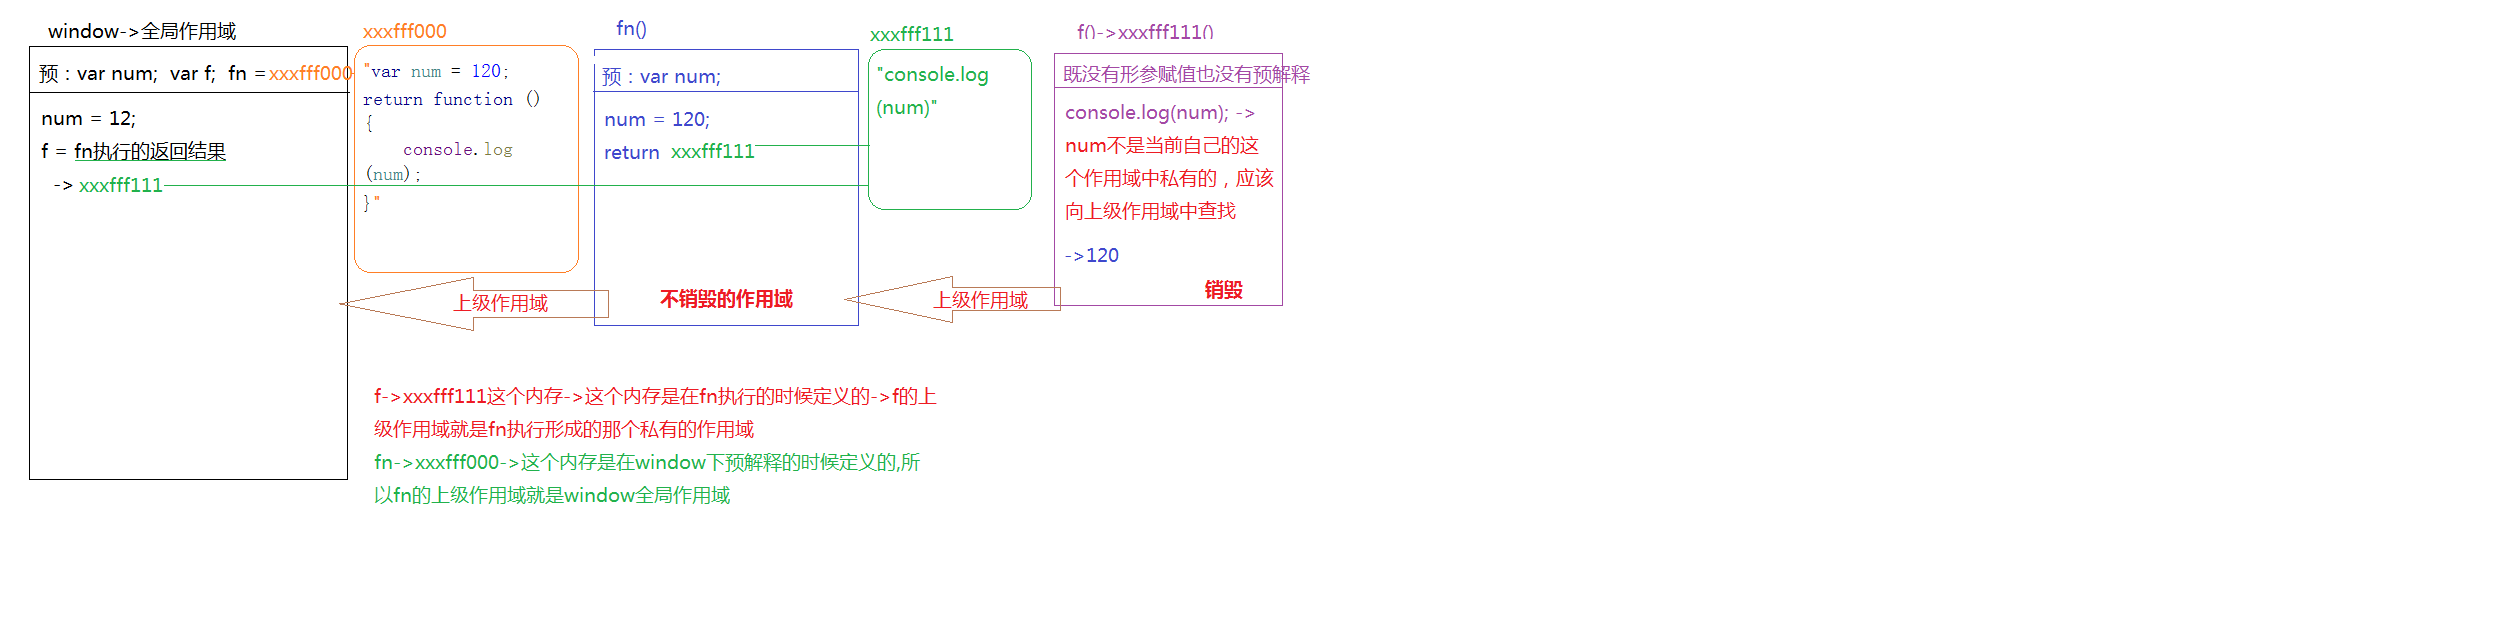 window->全局作用域
预：var num;  var f;  fn =xxxfff000
num = 12;
f = fn执行的返回结果
-> xxxfff111
xxxfff000
"var num = 120;
return function ()
{
console.log
(num);
}"
上级作用域
fn()
预：var num;
num = 120;
return  xxxfff111
不销毁的作用域
xxxfff111
"console.log
(num)"
上级作用域
f()->xxxfff111()
既没有形参赋值也没有预解释
console.log(num); ->
num不是当前自己的这
个作用域中私有的，应该
向上级作用域中查找
->120
销毁
f->xxxfff111这个内存->这个内存是在fn执行的时候定义的->f的上
级作用域就是fn执行形成的那个私有的作用域
fn->xxxfff000->这个内存是在window下预解释的时候定义的,所
以fn的上级作用域就是window全局作用域